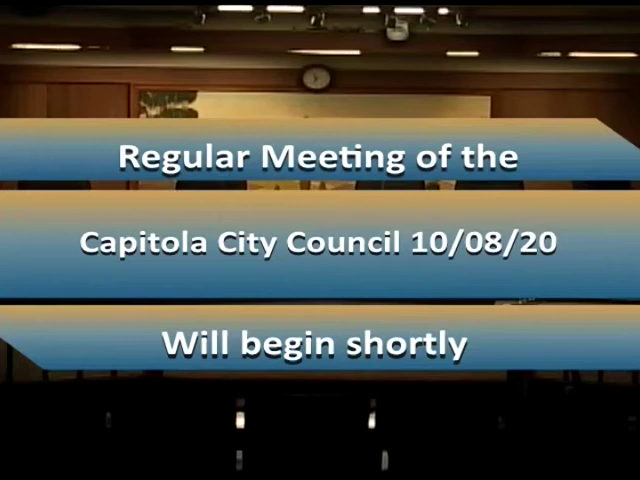 Regular Meeting of the
Capitola City Council 10/08/20
Will begin shortly